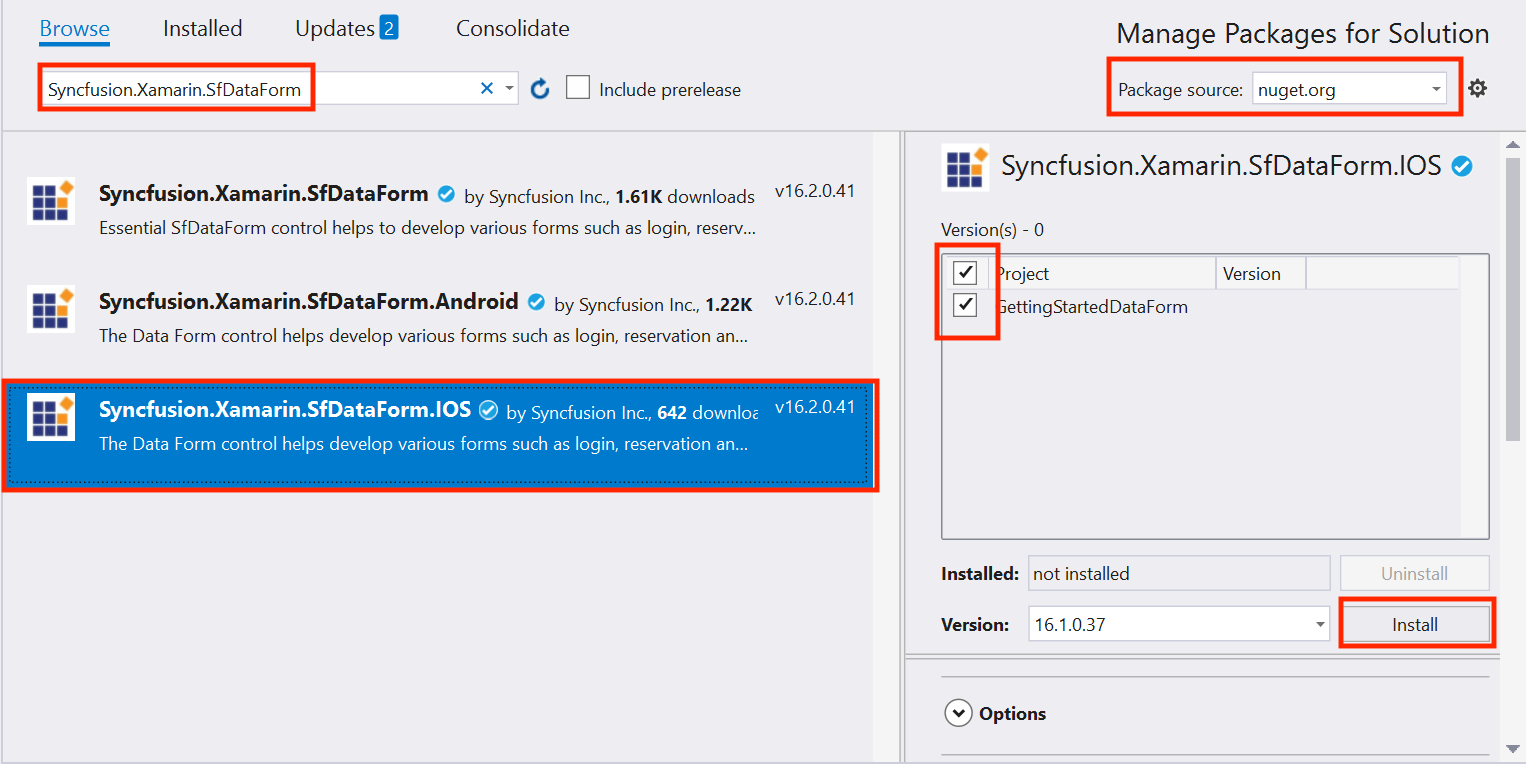 Browse Installed Updates 2 Consolidate
Manage Packages for Solution
Syncfusion.Xamarin.SfDataForm
Include prerelease
Package source: nuget.org
Syncfusion.Xamarin.SfDataForm by Syncfusion Inc., 1.61K downloads v16.2.0.41
Essential SfDataForm control helps to develop various forms such as login, reserv...
Syncfusion.Xamarin.SfDataForm.Android by Syncfusion Inc., 1.22K v16.2.0.41
The Data Form control helps develop various forms such as login, reservation an...
Syncfusion.Xamarin.SfDataForm.IOS by Syncfusion Inc., 642 downloa v16.2.0.41
The Data Form control helps develop various forms such as login, reservation an...
Syncfusion.Xamarin.SfDataForm.IOS
Version(s) - 0
Project Version
GettingStartedDataForm
Installed: not installed Uninstall
Version: 16.1.0.37 Install
Options